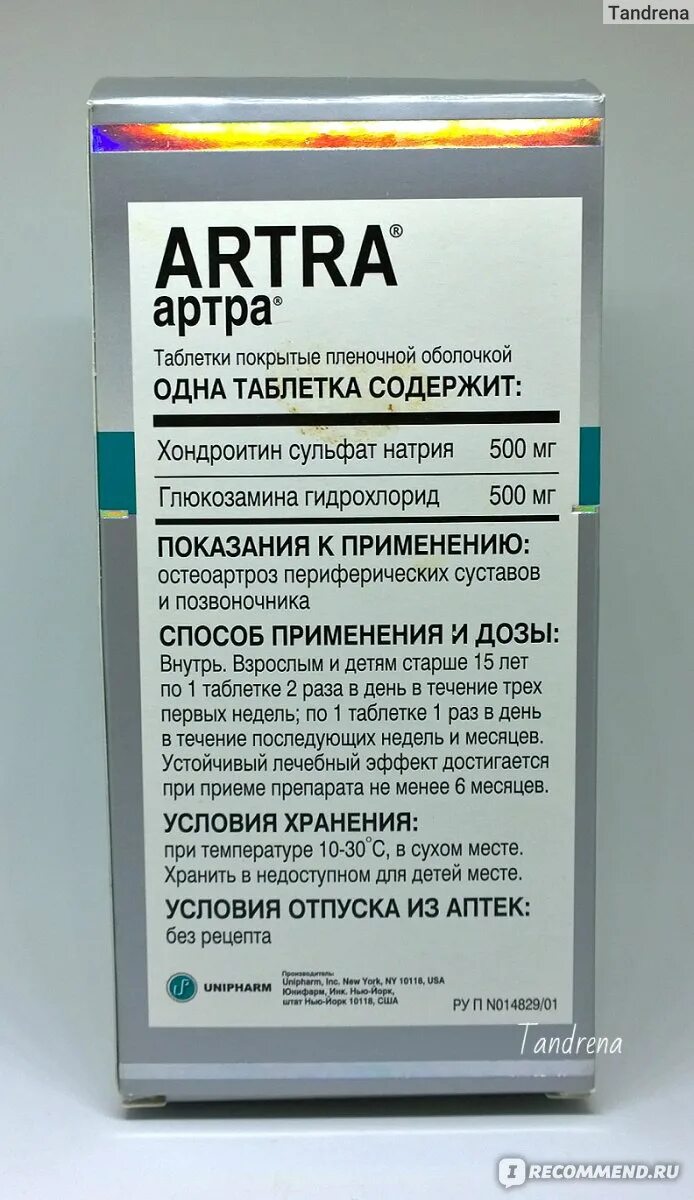 Tandrena
ARTRA®
артра®
Таблетки покрытые пленочной оболочкой
ОДНА ТАБЛЕТКА СОДЕРЖИТ:
Хондроитин сульфат натрия 500 мг
Глюкозамина гидрохлорид 500 мг
ПОКАЗАНИЯ К ПРИМЕНЕНИЮ:
остеоартроз периферических суставов
и позвоночника
СПОСОБ ПРИМЕНЕНИЯ И ДОЗЫ:
Внутрь. Взрослым и детям старше 15 лет
по 1 таблетке 2 раза в день в течение трех
первых недель; по 1 таблетке 1 раз в день
в течение последующих недель и месяцев.
Устойчивый лечебный эффект достигается
при приеме препарата не менее 6 месяцев.
УСЛОВИЯ ХРАНЕНИЯ:
при температуре 10-30°С, в сухом месте.
Хранить в недоступном для детей месте.
УСЛОВИЯ ОТПУСКА ИЗ АПТЕК:
без рецепта
UNIPHARM
Производитель:
Unipharm, Inc. New York, NY 10118, USA
Юнифарм, Инк. Нью-Йорк,
штат Нью-Йорк 10118, США
РУ П N014829/01
Tandrena
IRECOMMEND.RU